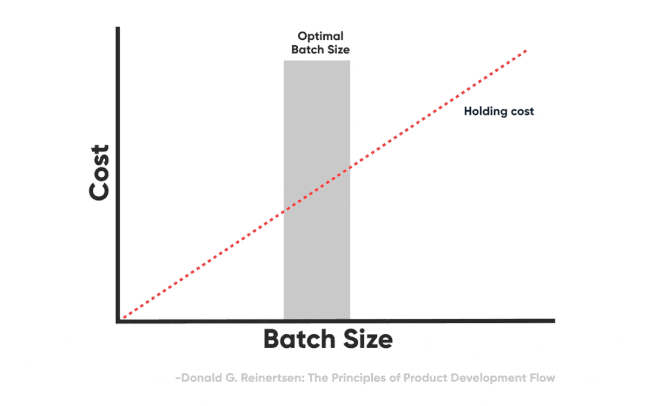 Optimal
Batch Size
Holding cost
Cost
Batch Size
-Donald G. Reinertsen: The Principles of Product Development Flow